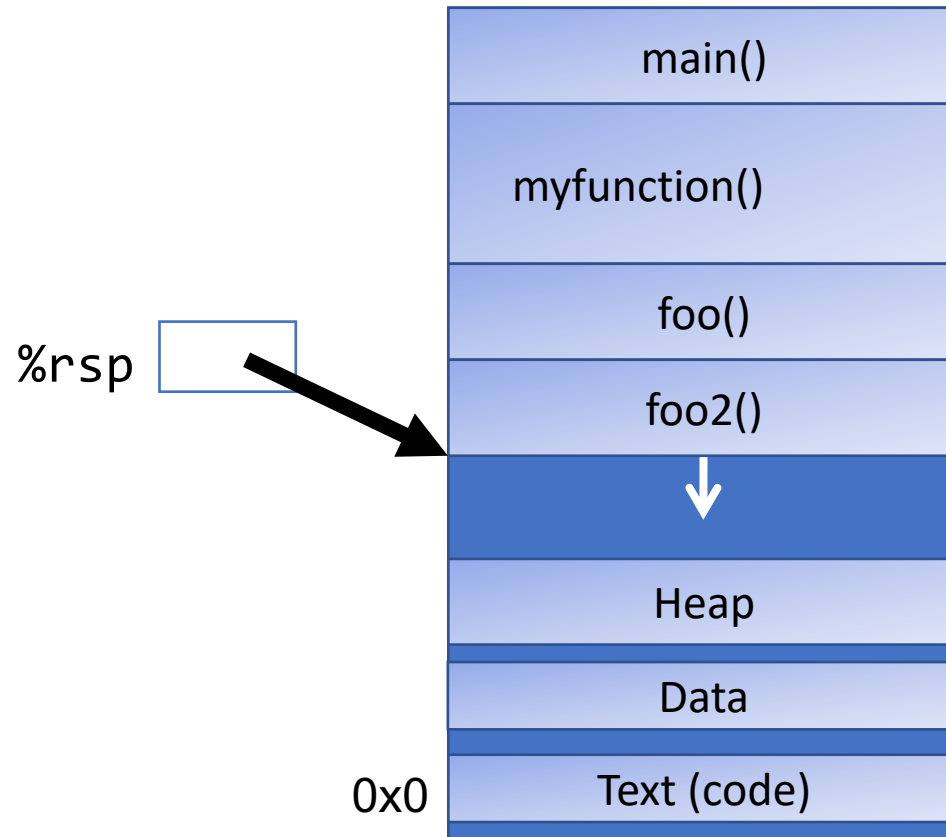 main()
myfunction()
foo()
%rsp
foo2()
Heap
Data
0x0 Text (code)